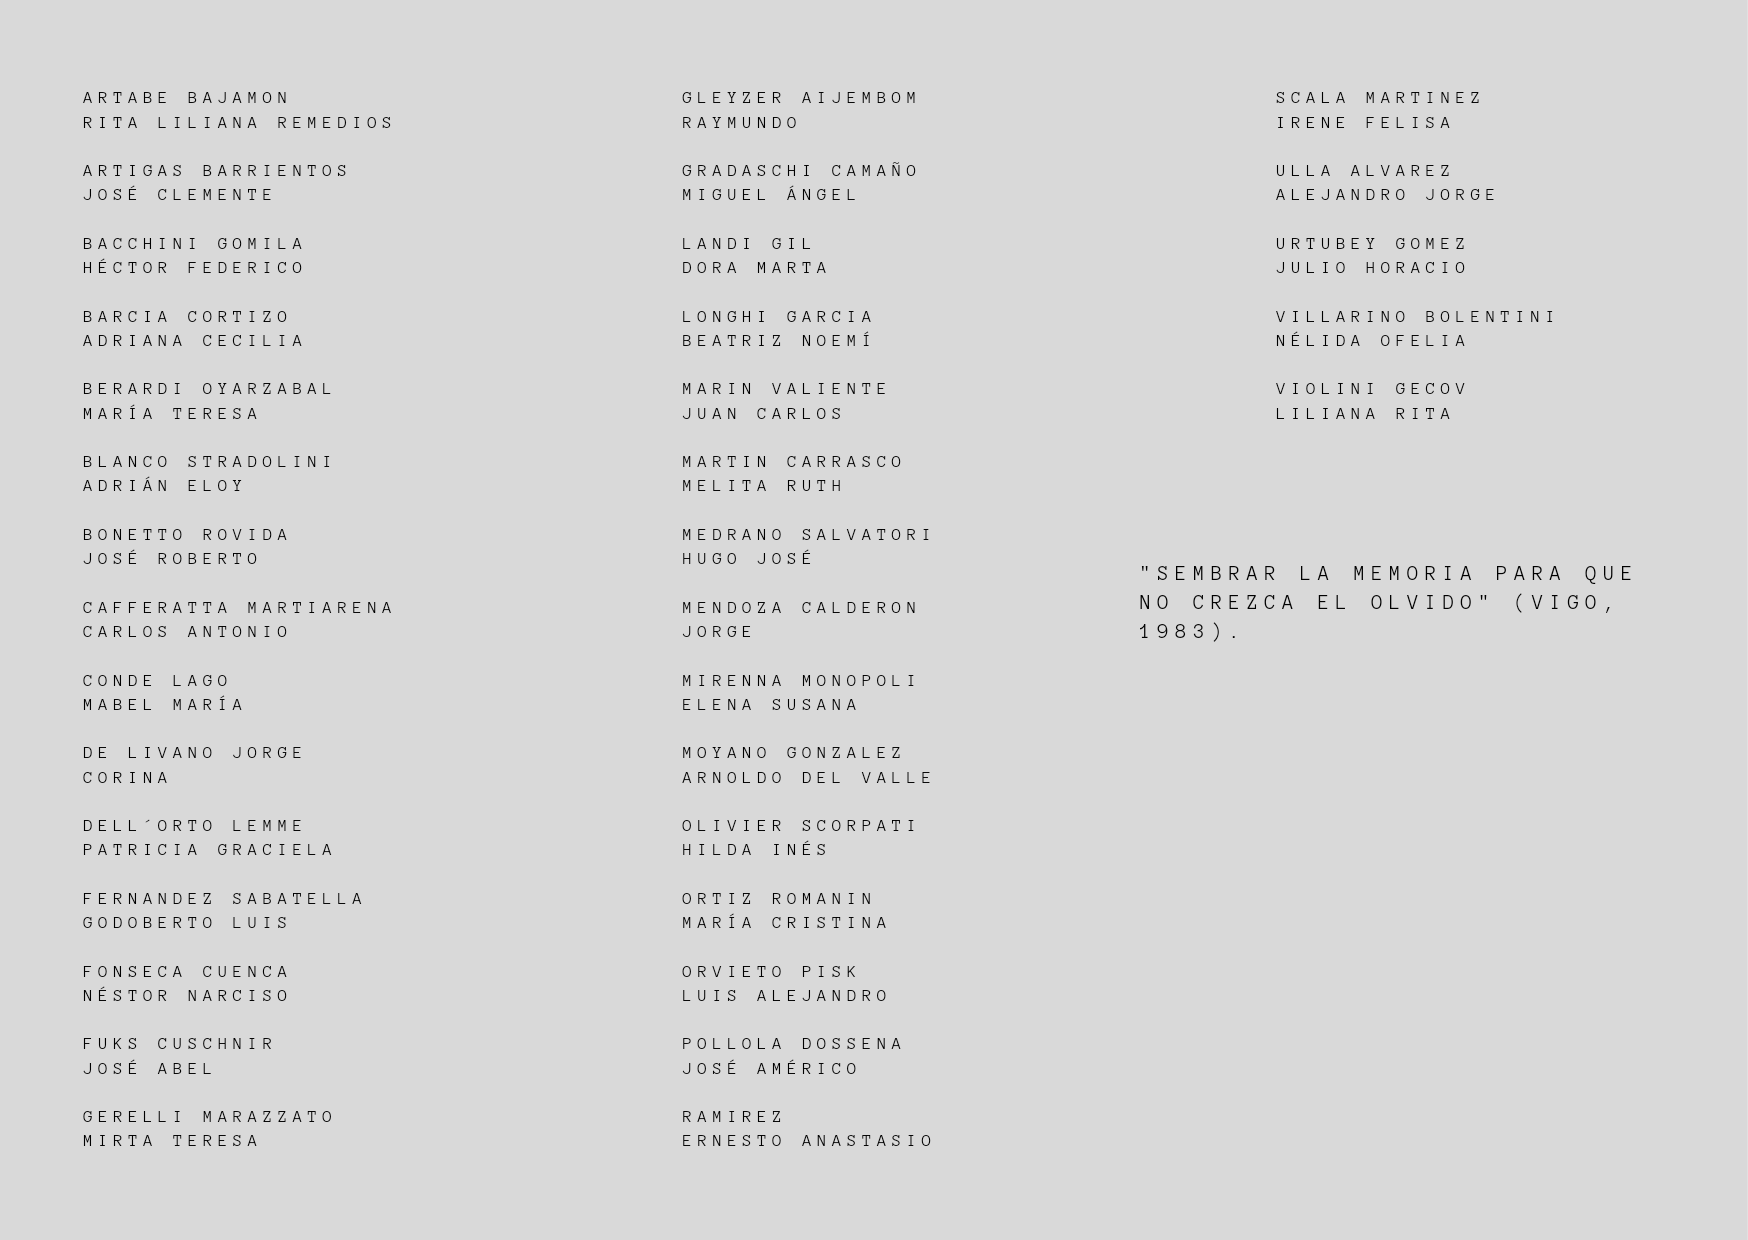 ARTABE BAJAMON
RITA LILIANA REMEDIOS
ARTIGAS BARRIENTOS
JOSÉ CLEMENTE
BACCHINI GOMILA
HÉCTOR FEDERICO
BARCIA CORTIZO
ADRIANA CECILIA
BERARDI OYARZABAL
MARÍA TERESA
BLANCO STRADOLINI
ADRIÁN ELOY
BONETTO ROVIDA
JOSÉ ROBERTO
CAFFERATTA MARTIARENA
CARLOS ANTONIO
CONDE LAGO
MABEL MARÍA
DE LIVANO JORGE
CORINA
DELL´ORTO LEMME
PATRICIA GRACIELA
FERNANDEZ SABATELLA
GODOBERTO LUIS
FONSECA CUENCA
NÉSTOR NARCISO
FUKS CUSCHNIR
JOSÉ ABEL
GERELLI MARAZZATO
MIRTA TERESA
GLEYZER AIJEMBOM
RAYMUNDO
GRADASCHI CAMAÑO
MIGUEL ÁNGEL
LANDI GIL
DORA MARTA
LONGHI GARCIA
BEATRIZ NOEMÍ
MARIN VALIENTE
JUAN CARLOS
MARTIN CARRASCO
MELITA RUTH
MEDRANO SALVATORI
HUGO JOSÉ
MENDOZA CALDERON
JORGE
MIRENNA MONOPOLI
ELENA SUSANA
MOYANO GONZALEZ
ARNOLDO DEL VALLE
OLIVIER SCORPATI
HILDA INÉS
ORTIZ ROMANIN
MARÍA CRISTINA
ORVIETO PISK
LUIS ALEJANDRO
POLLOLA DOSSENA
JOSÉ AMÉRICO
RAMIREZ
ERNESTO ANASTASIO
SCALA MARTINEZ
IRENE FELISA
ULLA ALVAREZ
ALEJANDRO JORGE
URTUBEY GOMEZ
JULIO HORACIO
VILLARINO BOLENTINI
NÉLIDA OFELIA
VIOLINI GECOV
LILIANA RITA
"SEMBRAR LA MEMORIA PARA QUE
NO CREZCA EL OLVIDO" (VIGO,
1983).